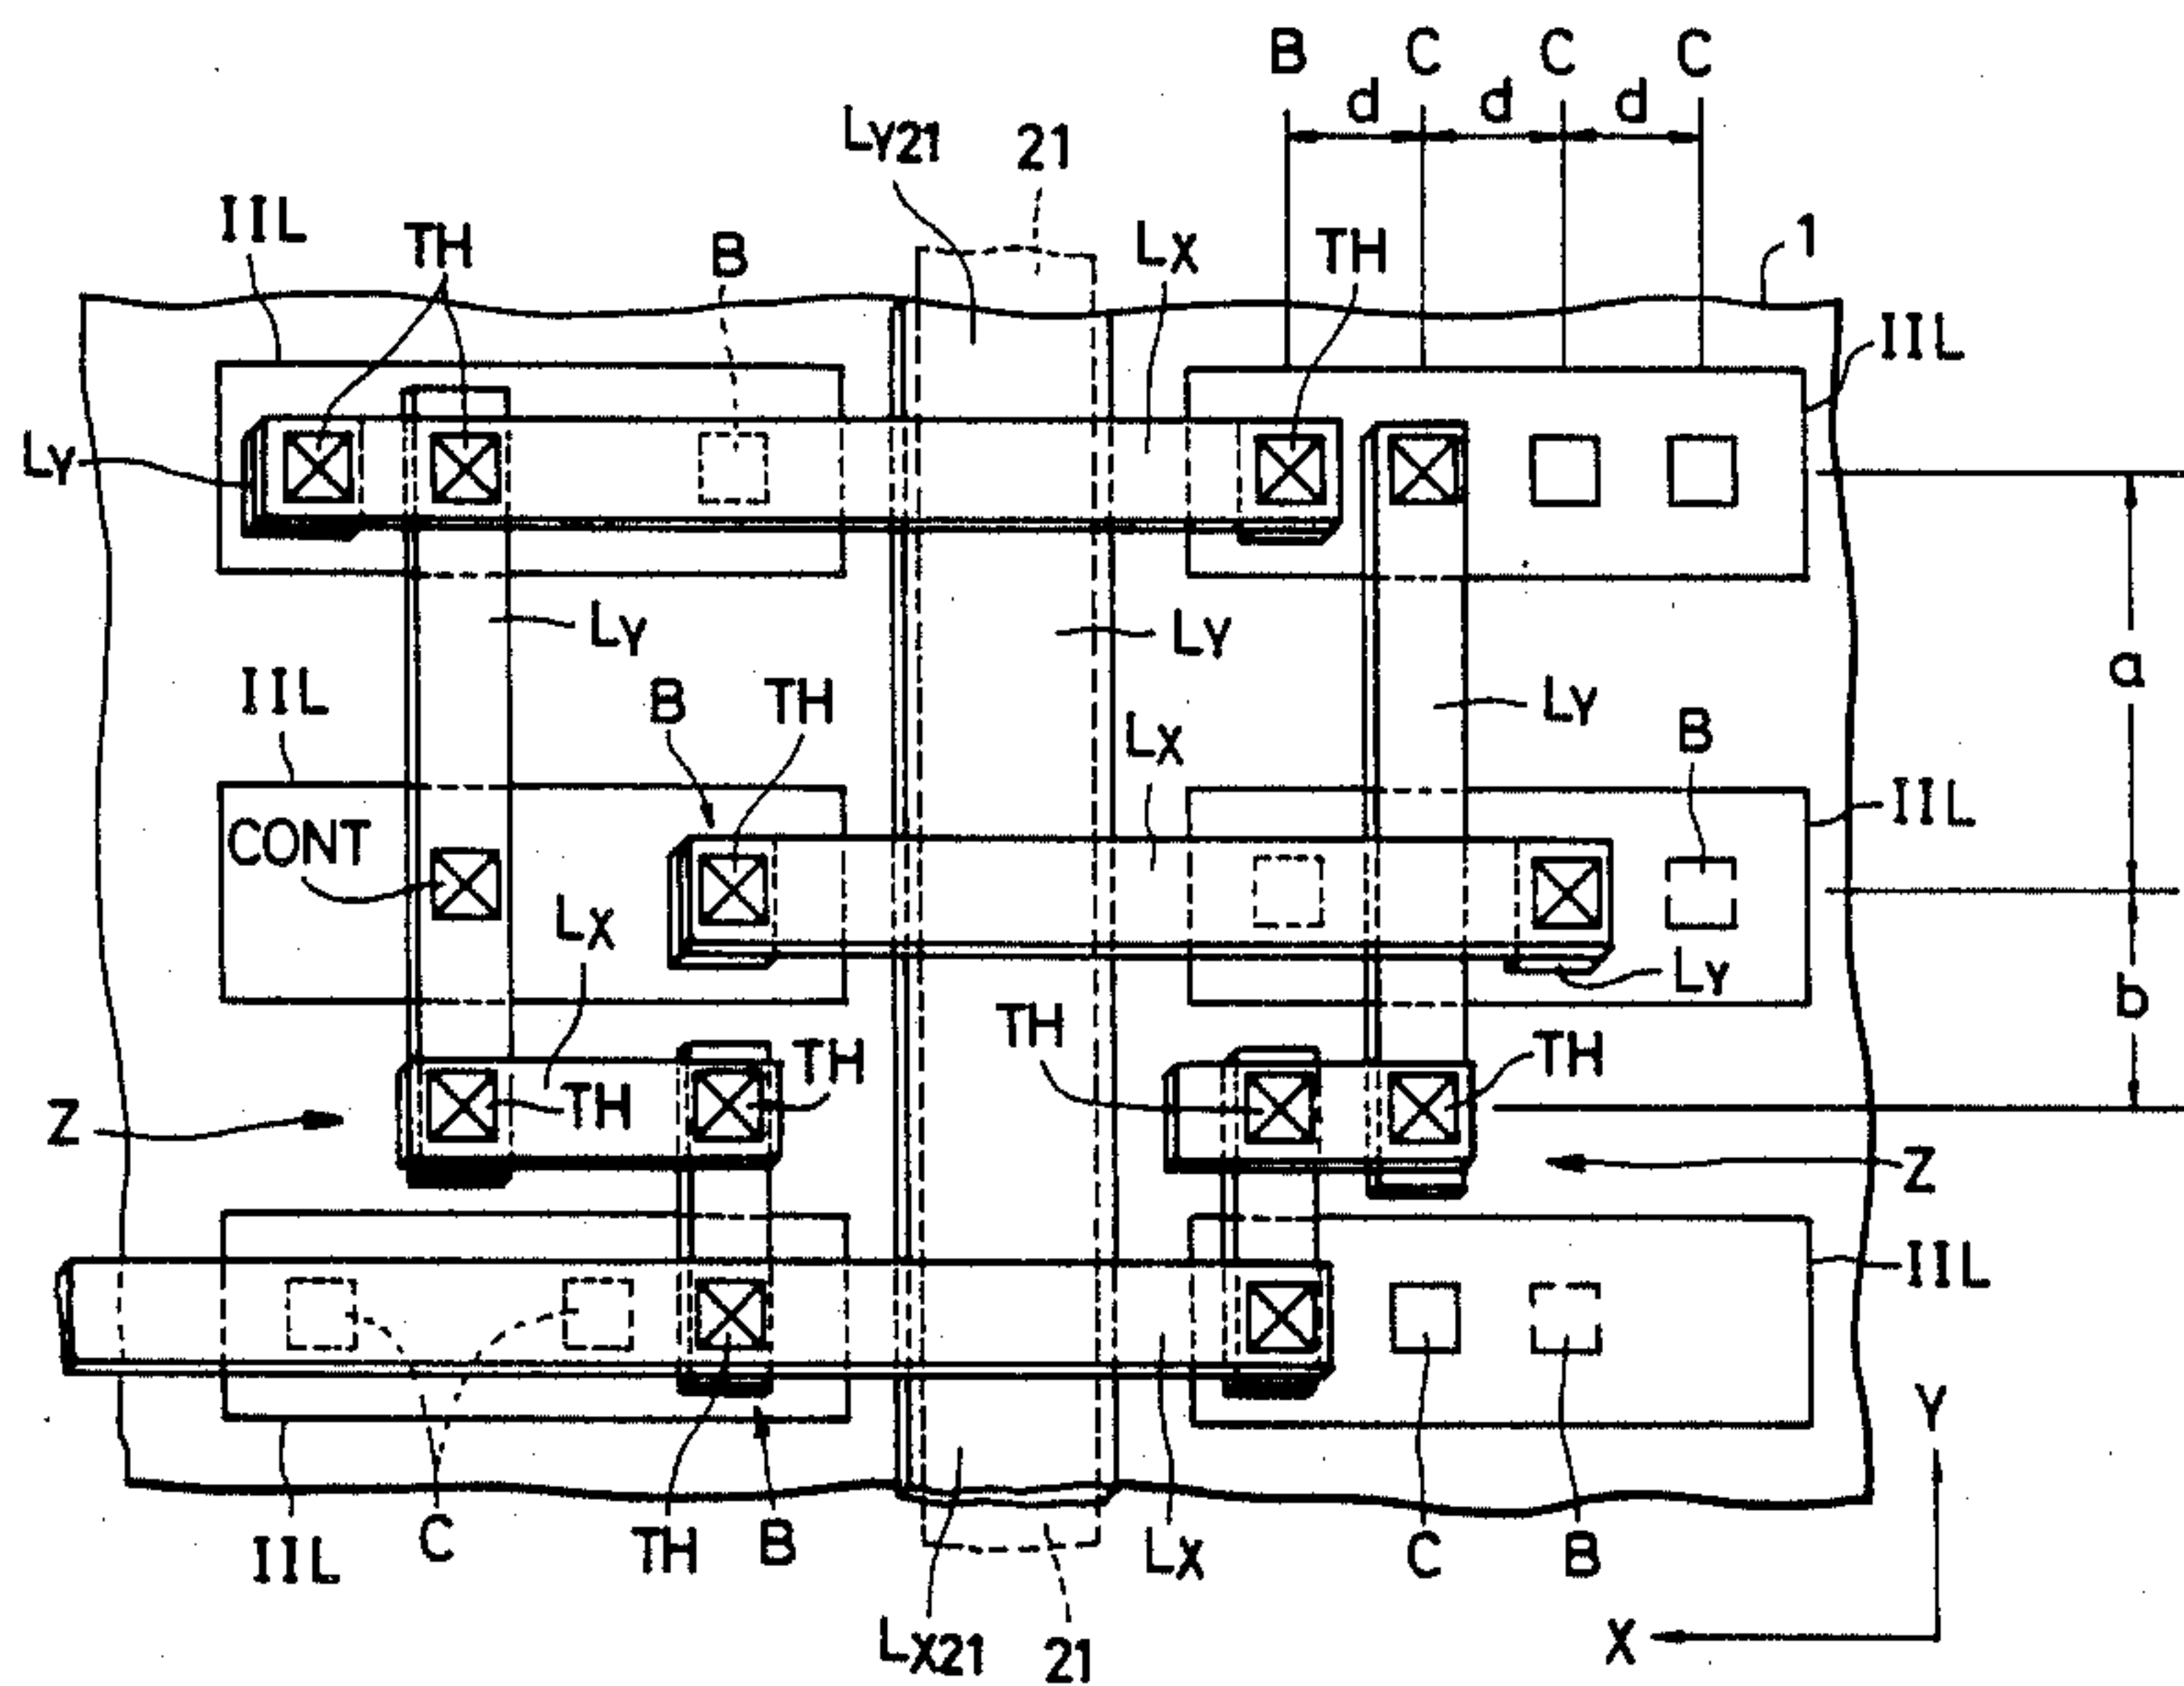 B C C C
d d d
LY21 21
IIL TH B LX TH 1
IIL
LY
LY LY
a
IIL B TH LX LY B
IIL
CONT
LX
LY
b
TH
TH TH TH
Z
Z
IIL
Y
IIL C TH B LX C B
LX21 21 X